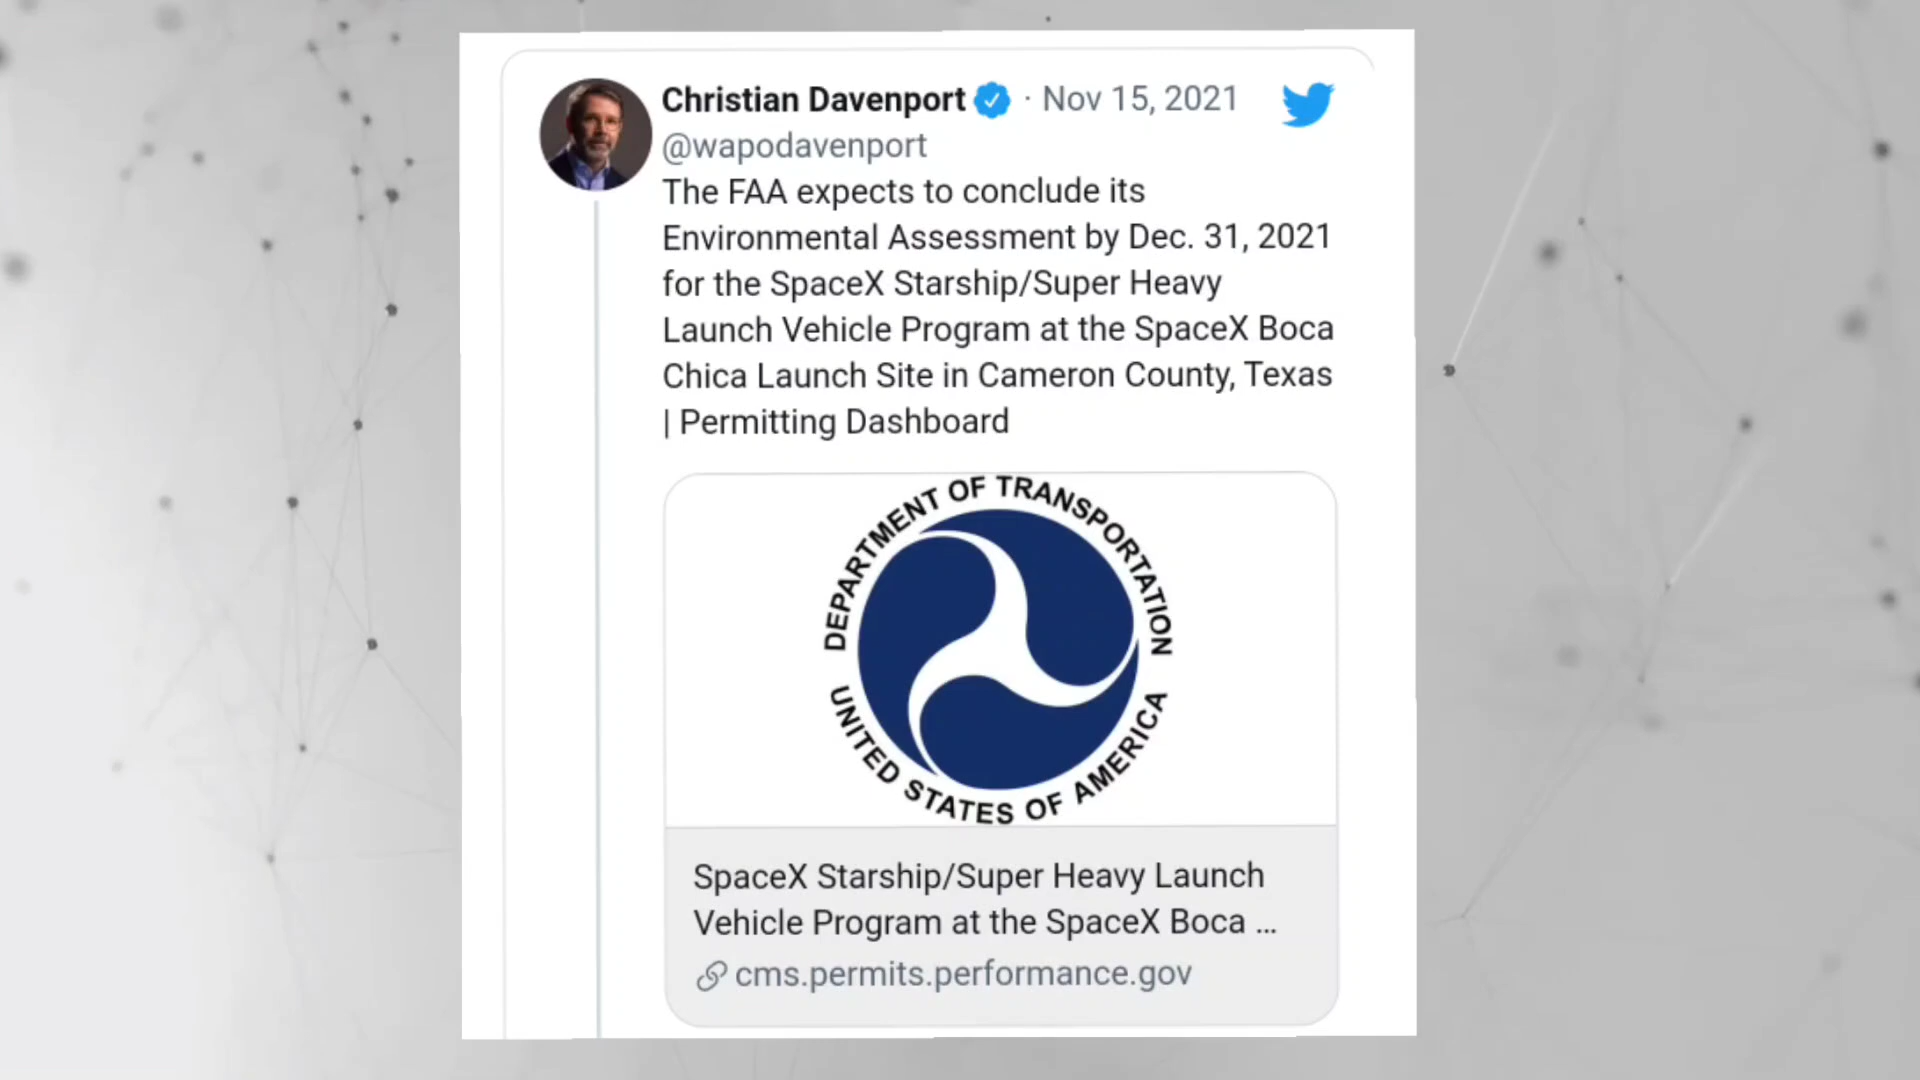 Christian Davenport · Nov 15, 2021
@wapodavenport
The FAA expects to conclude its
Environmental Assessment by Dec. 31, 2021
for the SpaceX Starship/Super Heavy
Launch Vehicle Program at the SpaceX Boca
Chica Launch Site in Cameron County, Texas
| Permitting Dashboard
DEPARTMENT OF TRANSPORTATION
UNITED STATES OF AMERICA
SpaceX Starship/Super Heavy Launch
Vehicle Program at the SpaceX Boca ...
cms.permits.performance.gov